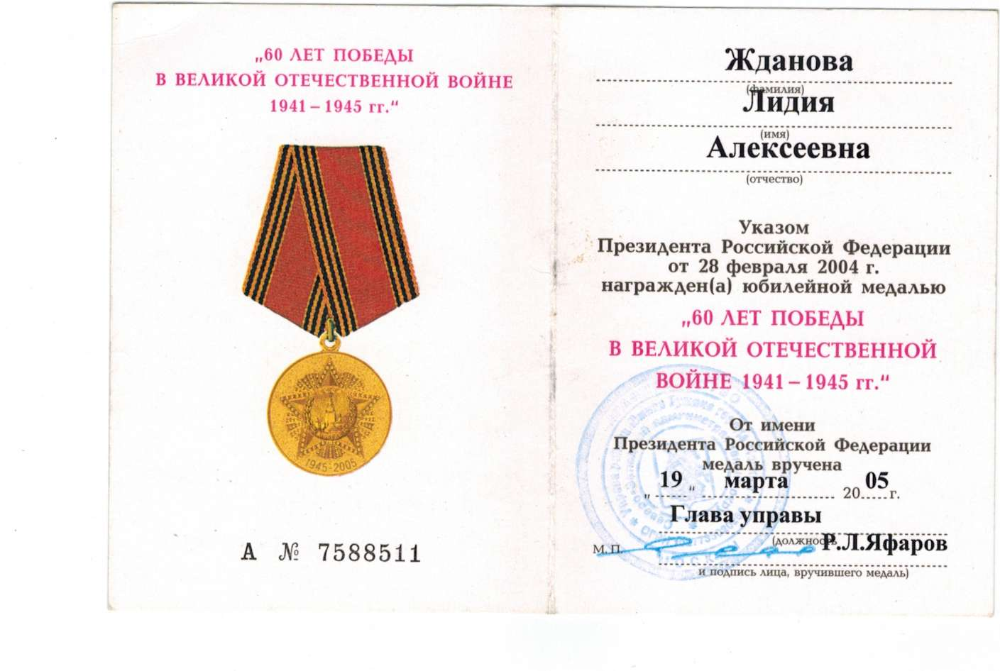 „60 ЛЕТ ПОБЕДЫ
В ВЕЛИКОЙ ОТЕЧЕСТВЕННОЙ ВОЙНЕ
1941 – 1945 гг.“
1945-2005
А № 7588511
Жданова
(фамилия)
Лидия
(имя)
Алексеевна
(отчество)
Указом
Президента Российской Федерации
от 28 февраля 2004 г.
награжден(а) юбилейной медалью
„60 ЛЕТ ПОБЕДЫ
В ВЕЛИКОЙ ОТЕЧЕСТВЕННОЙ
ВОЙНЕ 1941 – 1945 гг.“
От имени
Президента Российской Федерации
медаль вручена
„ 19 “ марта 2005 г.
Глава управы
(должность
М. П. Р.Л.Яфаров
и подпись лица, вручившего медаль)